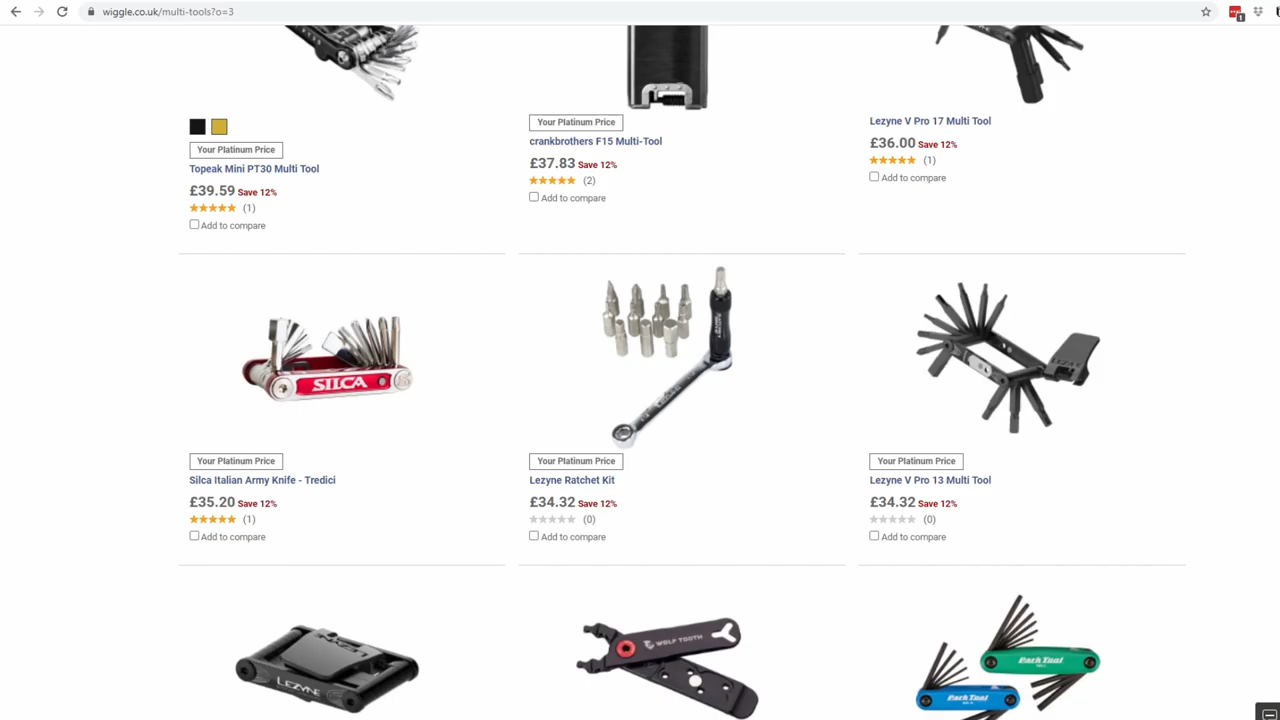 wiggle.co.uk/multi-tools?o=3
1
Your Platinum Price
Topeak Mini PT30 Multi Tool
£39.59 Save 12%
(1)
Add to compare
Your Platinum Price
crankbrothers F15 Multi-Tool
£37.83 Save 12%
(2)
Add to compare
Lezyne V Pro 17 Multi Tool
£36.00 Save 12%
(1)
Add to compare
SILCA
Your Platinum Price
Silca Italian Army Knife - Tredici
£35.20 Save 12%
(1)
Add to compare
Your Platinum Price
Lezyne Ratchet Kit
£34.32 Save 12%
(0)
Add to compare
Your Platinum Price
Lezyne V Pro 13 Multi Tool
£34.32 Save 12%
(0)
Add to compare
LEZYNE
WOLF TOOTH
Park Tool
Park Tool